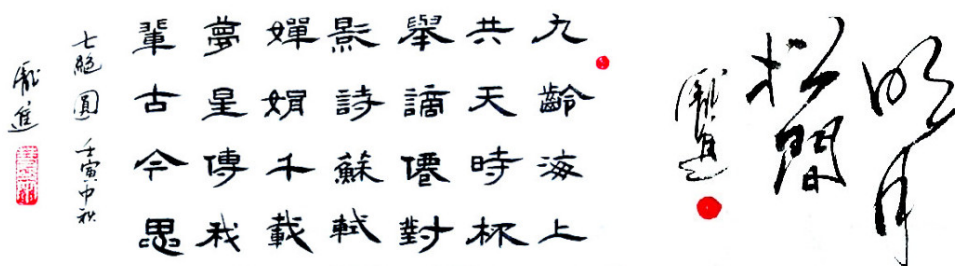 明月
松間
九齡海上
共天時杯
舉謫僊對
影詩蘇軾
嬋娟千載
夢星傳我
輩古今思
七絕 圓 壬寅中秋
進